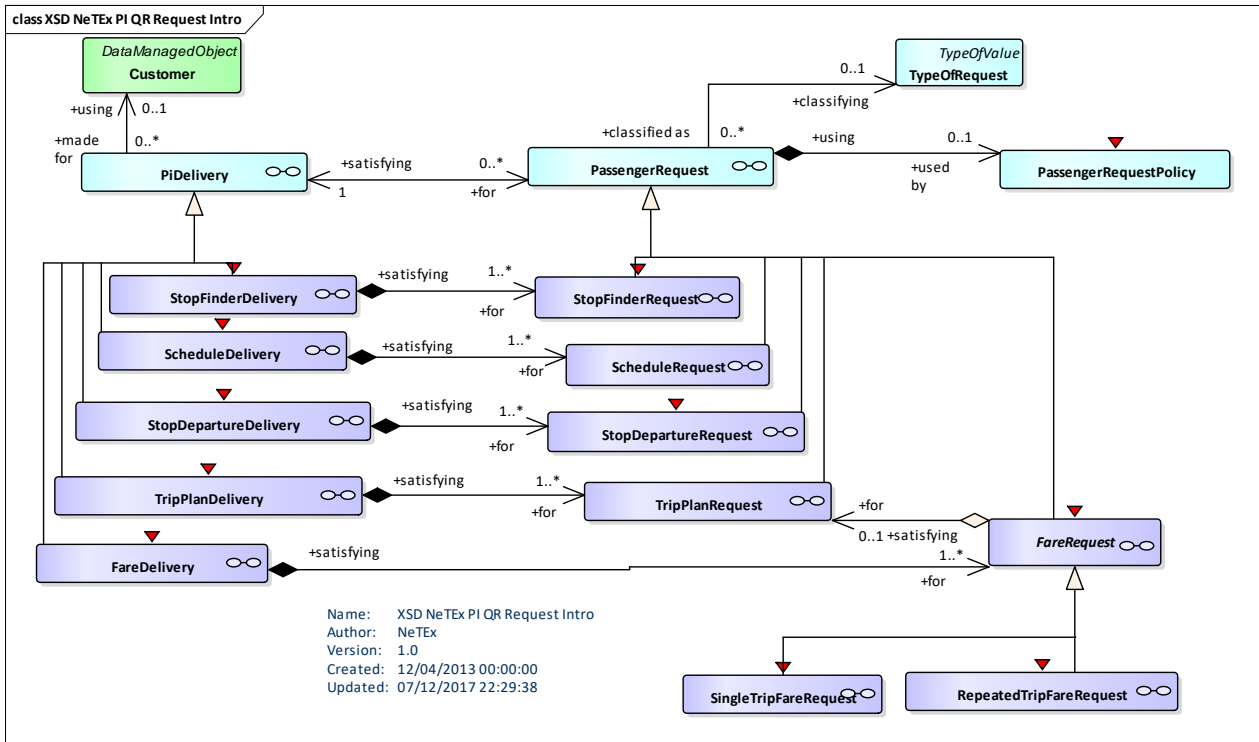 class XSD NeTEx PI QR Request Intro
DataManagedObject
Customer
TypeOfValue
TypeOfRequest
0..1
+classifying
+using
0..1
+made
for
0..*
+classified as
0..*
+using
0..1
+used
by
PiDelivery
+satisfying
0..*
1
+for
PassengerRequest
PassengerRequestPolicy
StopFinderDelivery
+satisfying
1..*
+for
StopFinderRequest
ScheduleDelivery
+satisfying
1..*
+for
ScheduleRequest
StopDepartureDelivery
+satisfying
1..*
+for
StopDepartureRequest
TripPlanDelivery
+satisfying
1..*
+for
TripPlanRequest
+for
0..1
+satisfying
FareRequest
FareDelivery
+satisfying
1..*
+for
Name: XSD NeTEx PI QR Request Intro
Author: NeTEx
Version: 1.0
Created: 12/04/2013 00:00:00
Updated: 07/12/2017 22:29:38
SingleTripFareRequest
RepeatedTripFareRequest